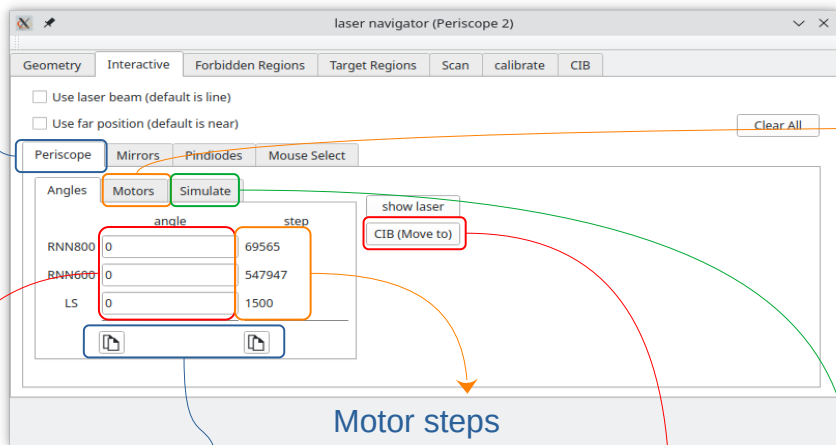 laser navigator (Periscope 2)
Geometry Interactive Forbidden Regions Target Regions Scan calibrate CIB
Use laser beam (default is line)
Use far position (default is near)
Clear All
Periscope Mirrors Pindiodes Mouse Select
Angles Motors Simulate
show laser
angle step
CIB (Move to)
RNN800 0 69565
RNN600 0 547947
LS 0 1500
Motor steps